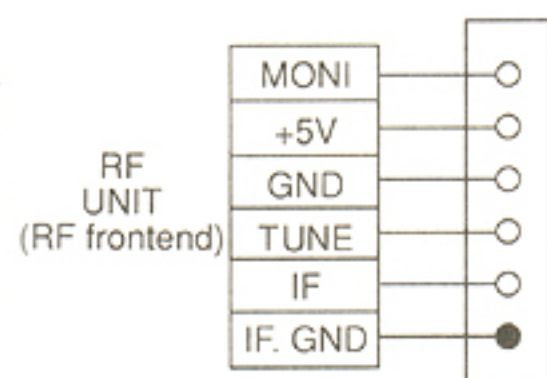 RF
UNIT
(RF frontend)
MONI
+5V
GND
TUNE
IF
IF. GND